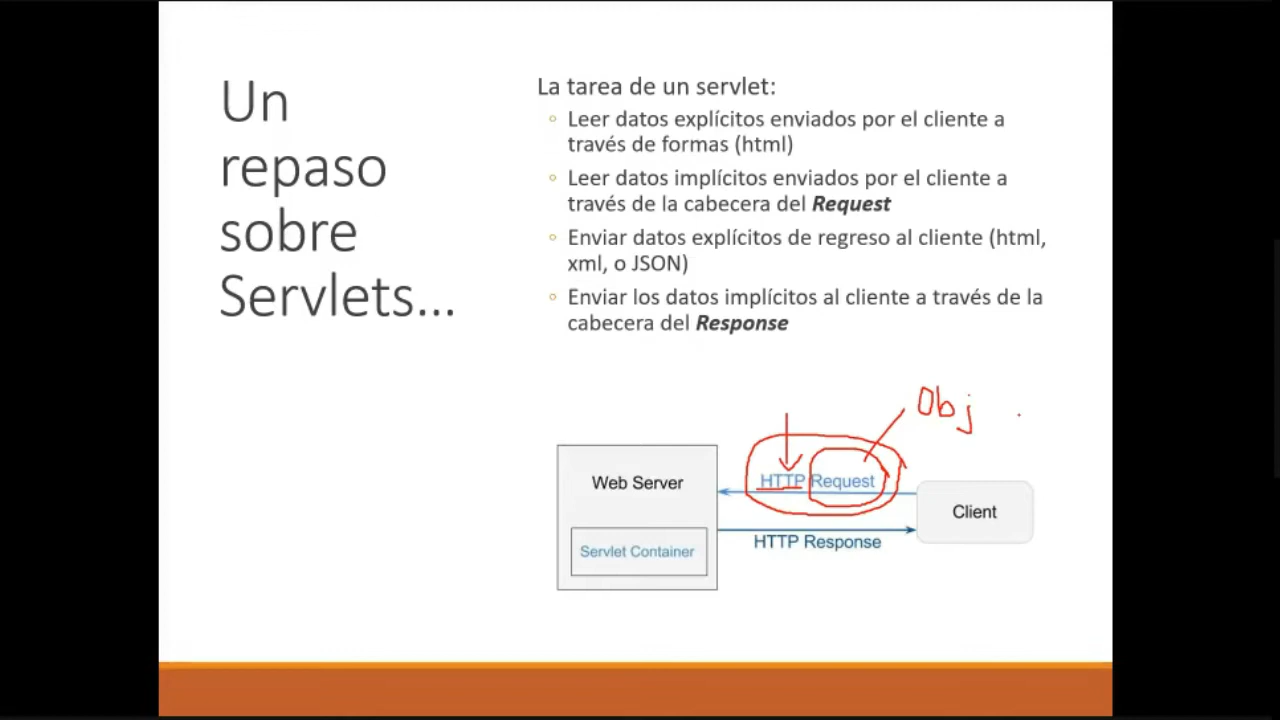 Un
repaso
sobre
Servlets...
La tarea de un servlet:
Leer datos explícitos enviados por el cliente a
través de formas (html)
Leer datos implícitos enviados por el cliente a
través de la cabecera del Request
Enviar datos explícitos de regreso al cliente (html,
xml, o JSON)
Enviar los datos implícitos al cliente a través de la
cabecera del Response
Obj
Web Server
HTTP Request
Client
HTTP Response
Servlet Container